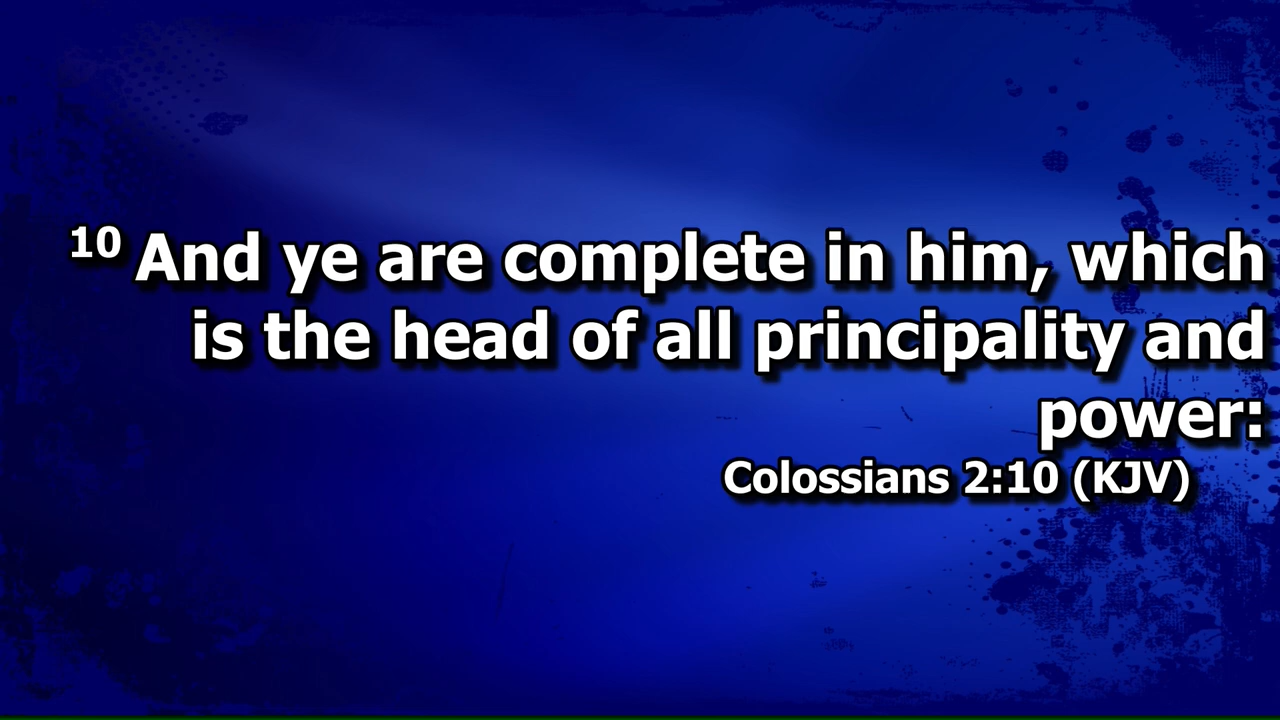 10 And ye are complete in him, which
is the head of all principality and
power:
Colossians 2:10 (KJV)